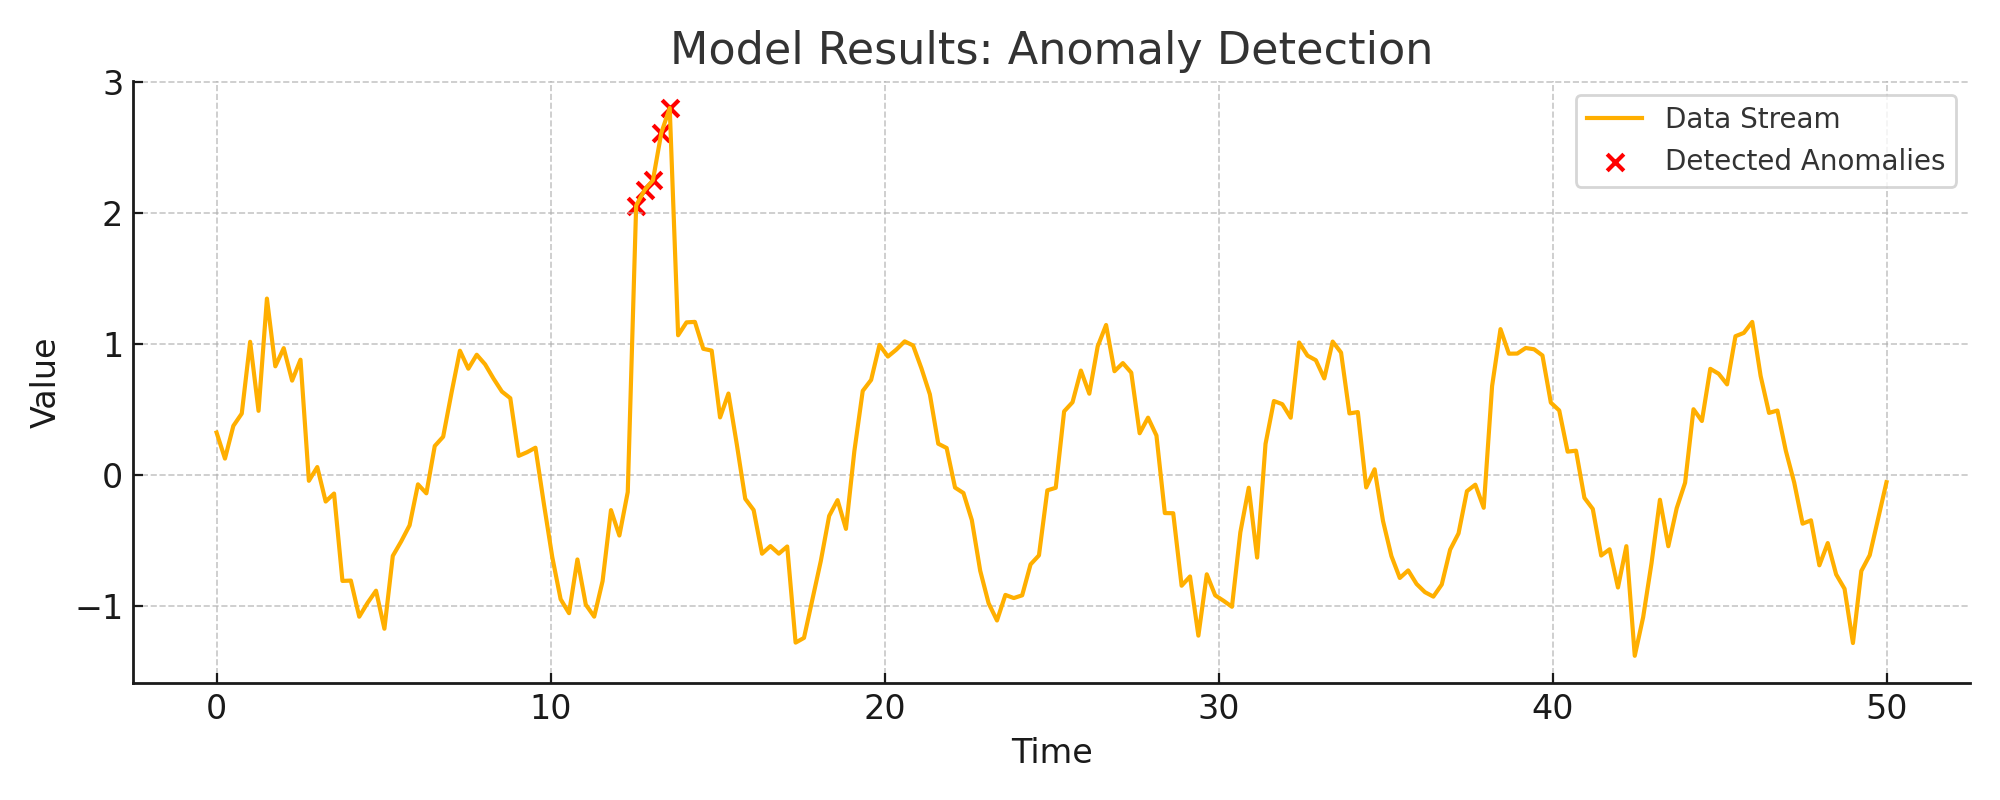 Model Results: Anomaly Detection
3
2
1
0
−1
Value
Data Stream
Detected Anomalies
0 10 20 30 40 50
Time